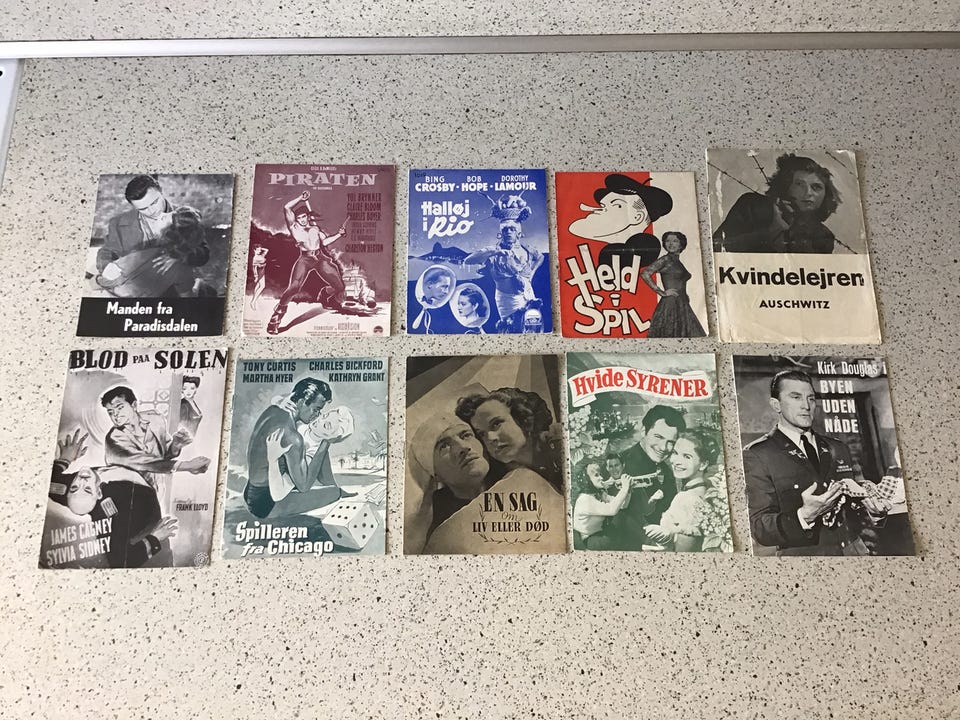 Manden fra
Paradisdalen
PIRATEN
YUL BRYNNER
CLAIRE BLOOM
CHARLES BOYER
CHARLTON HESTON
BING CROSBY · BOB HOPE · DOROTHY LAMOUR
Halløj
i Rio
Held
i
SPIL
Kvindelejren
AUSCHWITZ
BLOD PAA SOLEN
FRANK LLOYD
JAMES CAGNEY
SYLVIA SIDNEY
TONY CURTIS CHARLES BICKFORD
MARTHA HYER KATHRYN GRANT
Spilleren
fra Chicago
EN SAG
om
LIV ELLER DØD
Hvide SYRENER
Kirk Douglas i
BYEN
UDEN
NÅDE